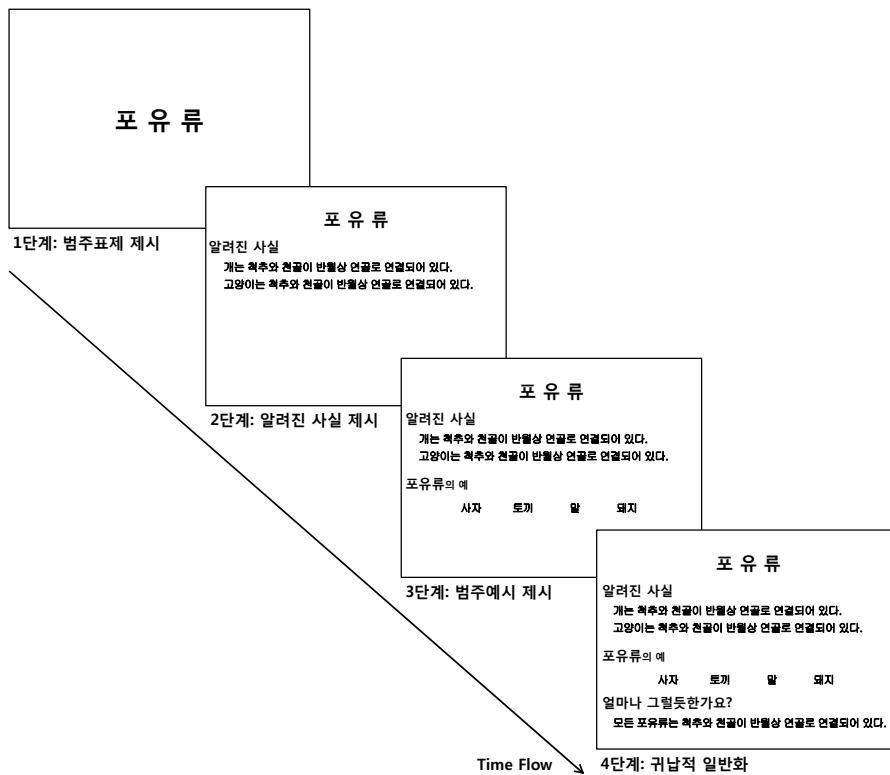 포 유 류
1단계: 범주표제 제시
포 유 류
알려진 사실
개는 척추와 천골이 반월상 연골로 연결되어 있다.
고양이는 척추와 천골이 반월상 연골로 연결되어 있다.
2단계: 알려진 사실 제시
포 유 류
알려진 사실
개는 척추와 천골이 반월상 연골로 연결되어 있다.
고양이는 척추와 천골이 반월상 연골로 연결되어 있다.
포유류의 예
사자 토끼 말 돼지
3단계: 범주예시 제시
포 유 류
알려진 사실
개는 척추와 천골이 반월상 연골로 연결되어 있다.
고양이는 척추와 천골이 반월상 연골로 연결되어 있다.
포유류의 예
사자 토끼 말 돼지
얼마나 그럴듯한가요?
모든 포유류는 척추와 천골이 반월상 연골로 연결되어 있다.
4단계: 귀납적 일반화
Time Flow